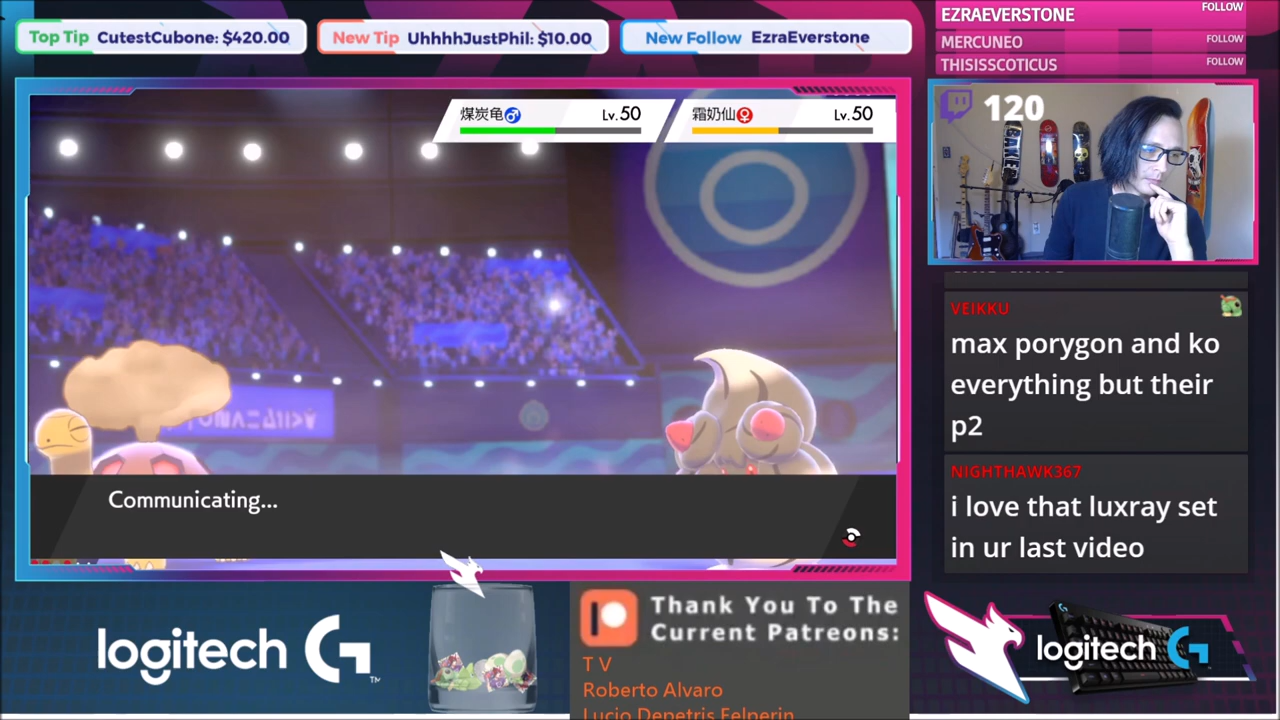 Top Tip CutestCubone: $420.00
New Tip UhhhhJustPhil: $10.00
New Follow EzraEverstone
EZRAEVERSTONE FOLLOW
MERCUNEO FOLLOW
THISISSCOTICUS FOLLOW
煤炭龟 Lv.50
霜奶仙 Lv.50
120
VEIKKU
max porygon and ko
everything but their
p2
NIGHTHAWK367
i love that luxray set
in ur last video
Communicating...
logitech G
Thank You To The
Current Patreons:
T V
Roberto Alvaro
Lucio Depetris Felperin
logitech G